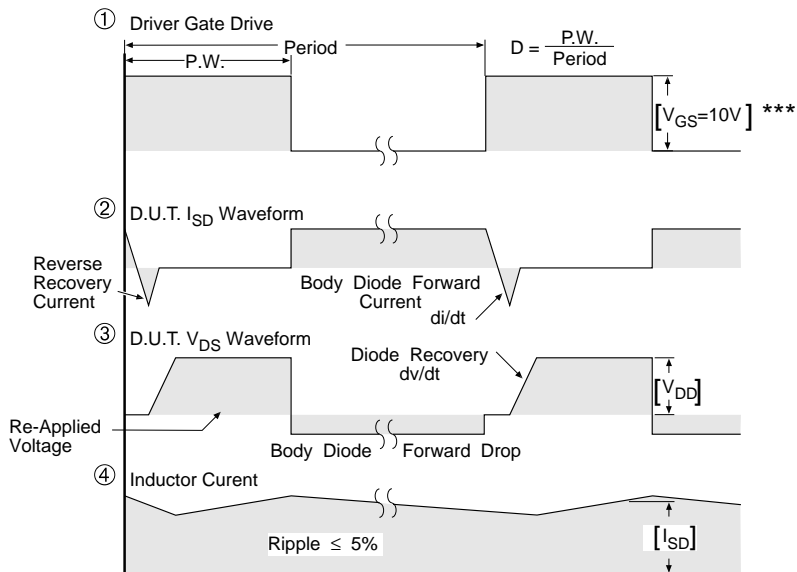 ① Driver Gate Drive
Period
P.W.
D = P.W. / Period
[VGS=10V] ***
② D.U.T. ISD Waveform
Reverse
Recovery
Current
Body Diode Forward
Current
di/dt
③ D.U.T. VDS Waveform
Diode Recovery
dv/dt
[VDD]
Re-Applied
Voltage
Body Diode Forward Drop
④ Inductor Curent
Ripple ≤ 5%
[ISD]